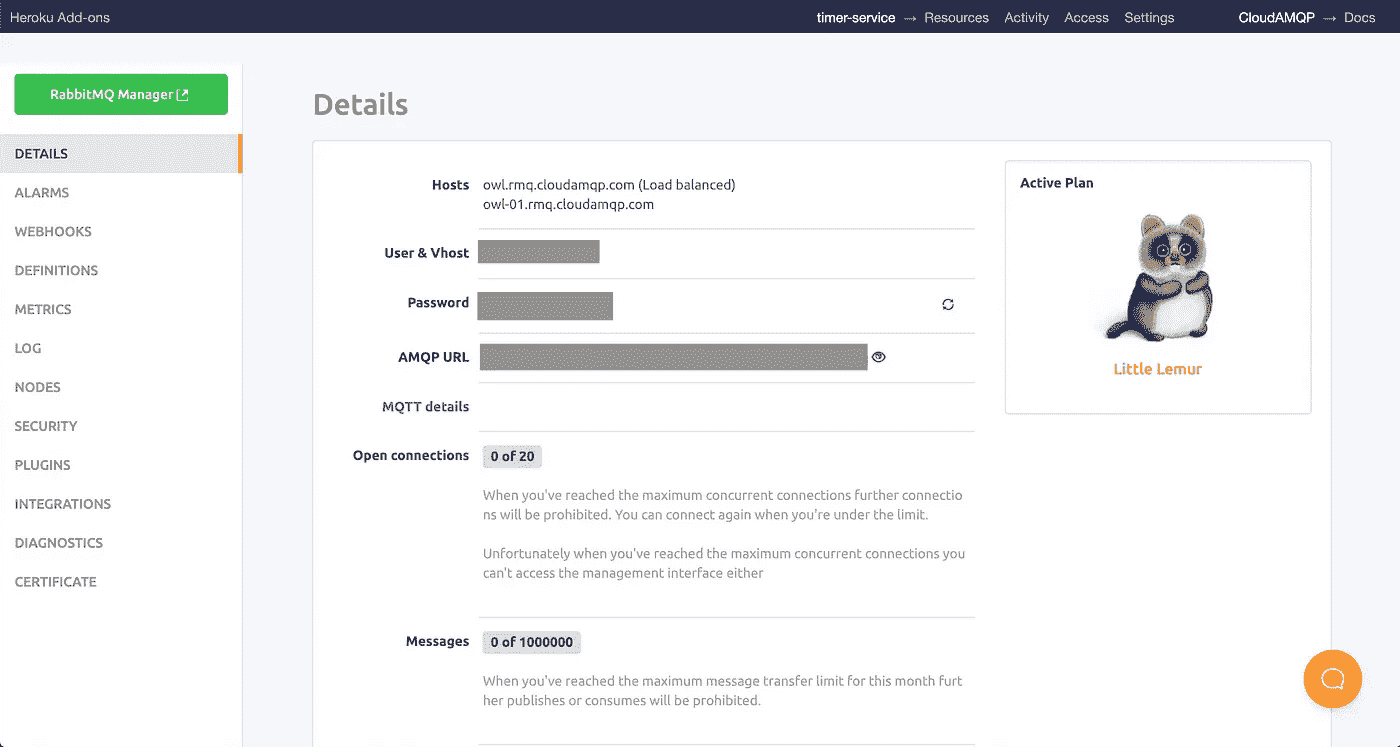 Heroku Add-ons
timer-service → Resources Activity Access Settings CloudAMQP → Docs
RabbitMQ Manager
DETAILS
ALARMS
WEBHOOKS
DEFINITIONS
METRICS
LOG
NODES
SECURITY
PLUGINS
INTEGRATIONS
DIAGNOSTICS
CERTIFICATE
Details
Hosts owl.rmq.cloudamqp.com (Load balanced)
owl-01.rmq.cloudamqp.com
User & Vhost
Password
AMQP URL
MQTT details
Open connections 0 of 20
When you've reached the maximum concurrent connections further connectio
ns will be prohibited. You can connect again when you're under the limit.
Unfortunately when you've reached the maximum concurrent connections you
can't access the management interface either
Messages 0 of 1000000
When you've reached the maximum message transfer limit for this month furt
her publishes or consumes will be prohibited.
Active Plan
Little Lemur